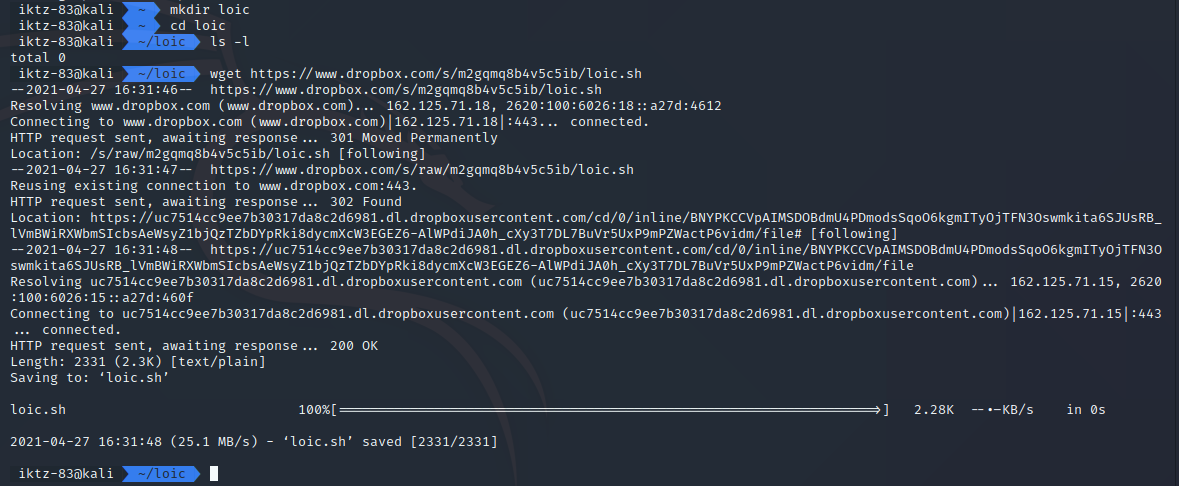 iktz-83@kali ~ mkdir loic
iktz-83@kali ~ cd loic
iktz-83@kali ~/loic ls -l
total 0
iktz-83@kali ~/loic wget https://www.dropbox.com/s/m2gqmq8b4v5c5ib/loic.sh
--2021-04-27 16:31:46-- https://www.dropbox.com/s/m2gqmq8b4v5c5ib/loic.sh
Resolving www.dropbox.com (www.dropbox.com)... 162.125.71.18, 2620:100:6026:18::a27d:4612
Connecting to www.dropbox.com (www.dropbox.com)|162.125.71.18|:443... connected.
HTTP request sent, awaiting response... 301 Moved Permanently
Location: /s/raw/m2gqmq8b4v5c5ib/loic.sh [following]
--2021-04-27 16:31:47-- https://www.dropbox.com/s/raw/m2gqmq8b4v5c5ib/loic.sh
Reusing existing connection to www.dropbox.com:443.
HTTP request sent, awaiting response... 302 Found
Location: https://uc7514cc9ee7b30317da8c2d6981.dl.dropboxusercontent.com/cd/0/inline/BNYPKCCVpAIMSDOBdmU4PDmodsSqoO6kgmITyOjTFN3Oswmkita6SJUsRB_
lVmBWiRXWbmSIcbsAeWsyZ1bjQzTZbDYpRki8dycmXcW3EGEZ6-AlWPdiJA0h_cXy3T7DL7BuVr5UxP9mPZWactP6vidm/file# [following]
--2021-04-27 16:31:48-- https://uc7514cc9ee7b30317da8c2d6981.dl.dropboxusercontent.com/cd/0/inline/BNYPKCCVpAIMSDOBdmU4PDmodsSqoO6kgmITyOjTFN3O
swmkita6SJUsRB_lVmBWiRXWbmSIcbsAeWsyZ1bjQzTZbDYpRki8dycmXcW3EGEZ6-AlWPdiJA0h_cXy3T7DL7BuVr5UxP9mPZWactP6vidm/file
Resolving uc7514cc9ee7b30317da8c2d6981.dl.dropboxusercontent.com (uc7514cc9ee7b30317da8c2d6981.dl.dropboxusercontent.com)... 162.125.71.15, 2620
:100:6026:15::a27d:460f
Connecting to uc7514cc9ee7b30317da8c2d6981.dl.dropboxusercontent.com (uc7514cc9ee7b30317da8c2d6981.dl.dropboxusercontent.com)|162.125.71.15|:443
... connected.
HTTP request sent, awaiting response... 200 OK
Length: 2331 (2.3K) [text/plain]
Saving to: ‘loic.sh’
loic.sh 100%[===================================================================>] 2.28K --.-KB/s in 0s
2021-04-27 16:31:48 (25.1 MB/s) - ‘loic.sh’ saved [2331/2331]
iktz-83@kali ~/loic